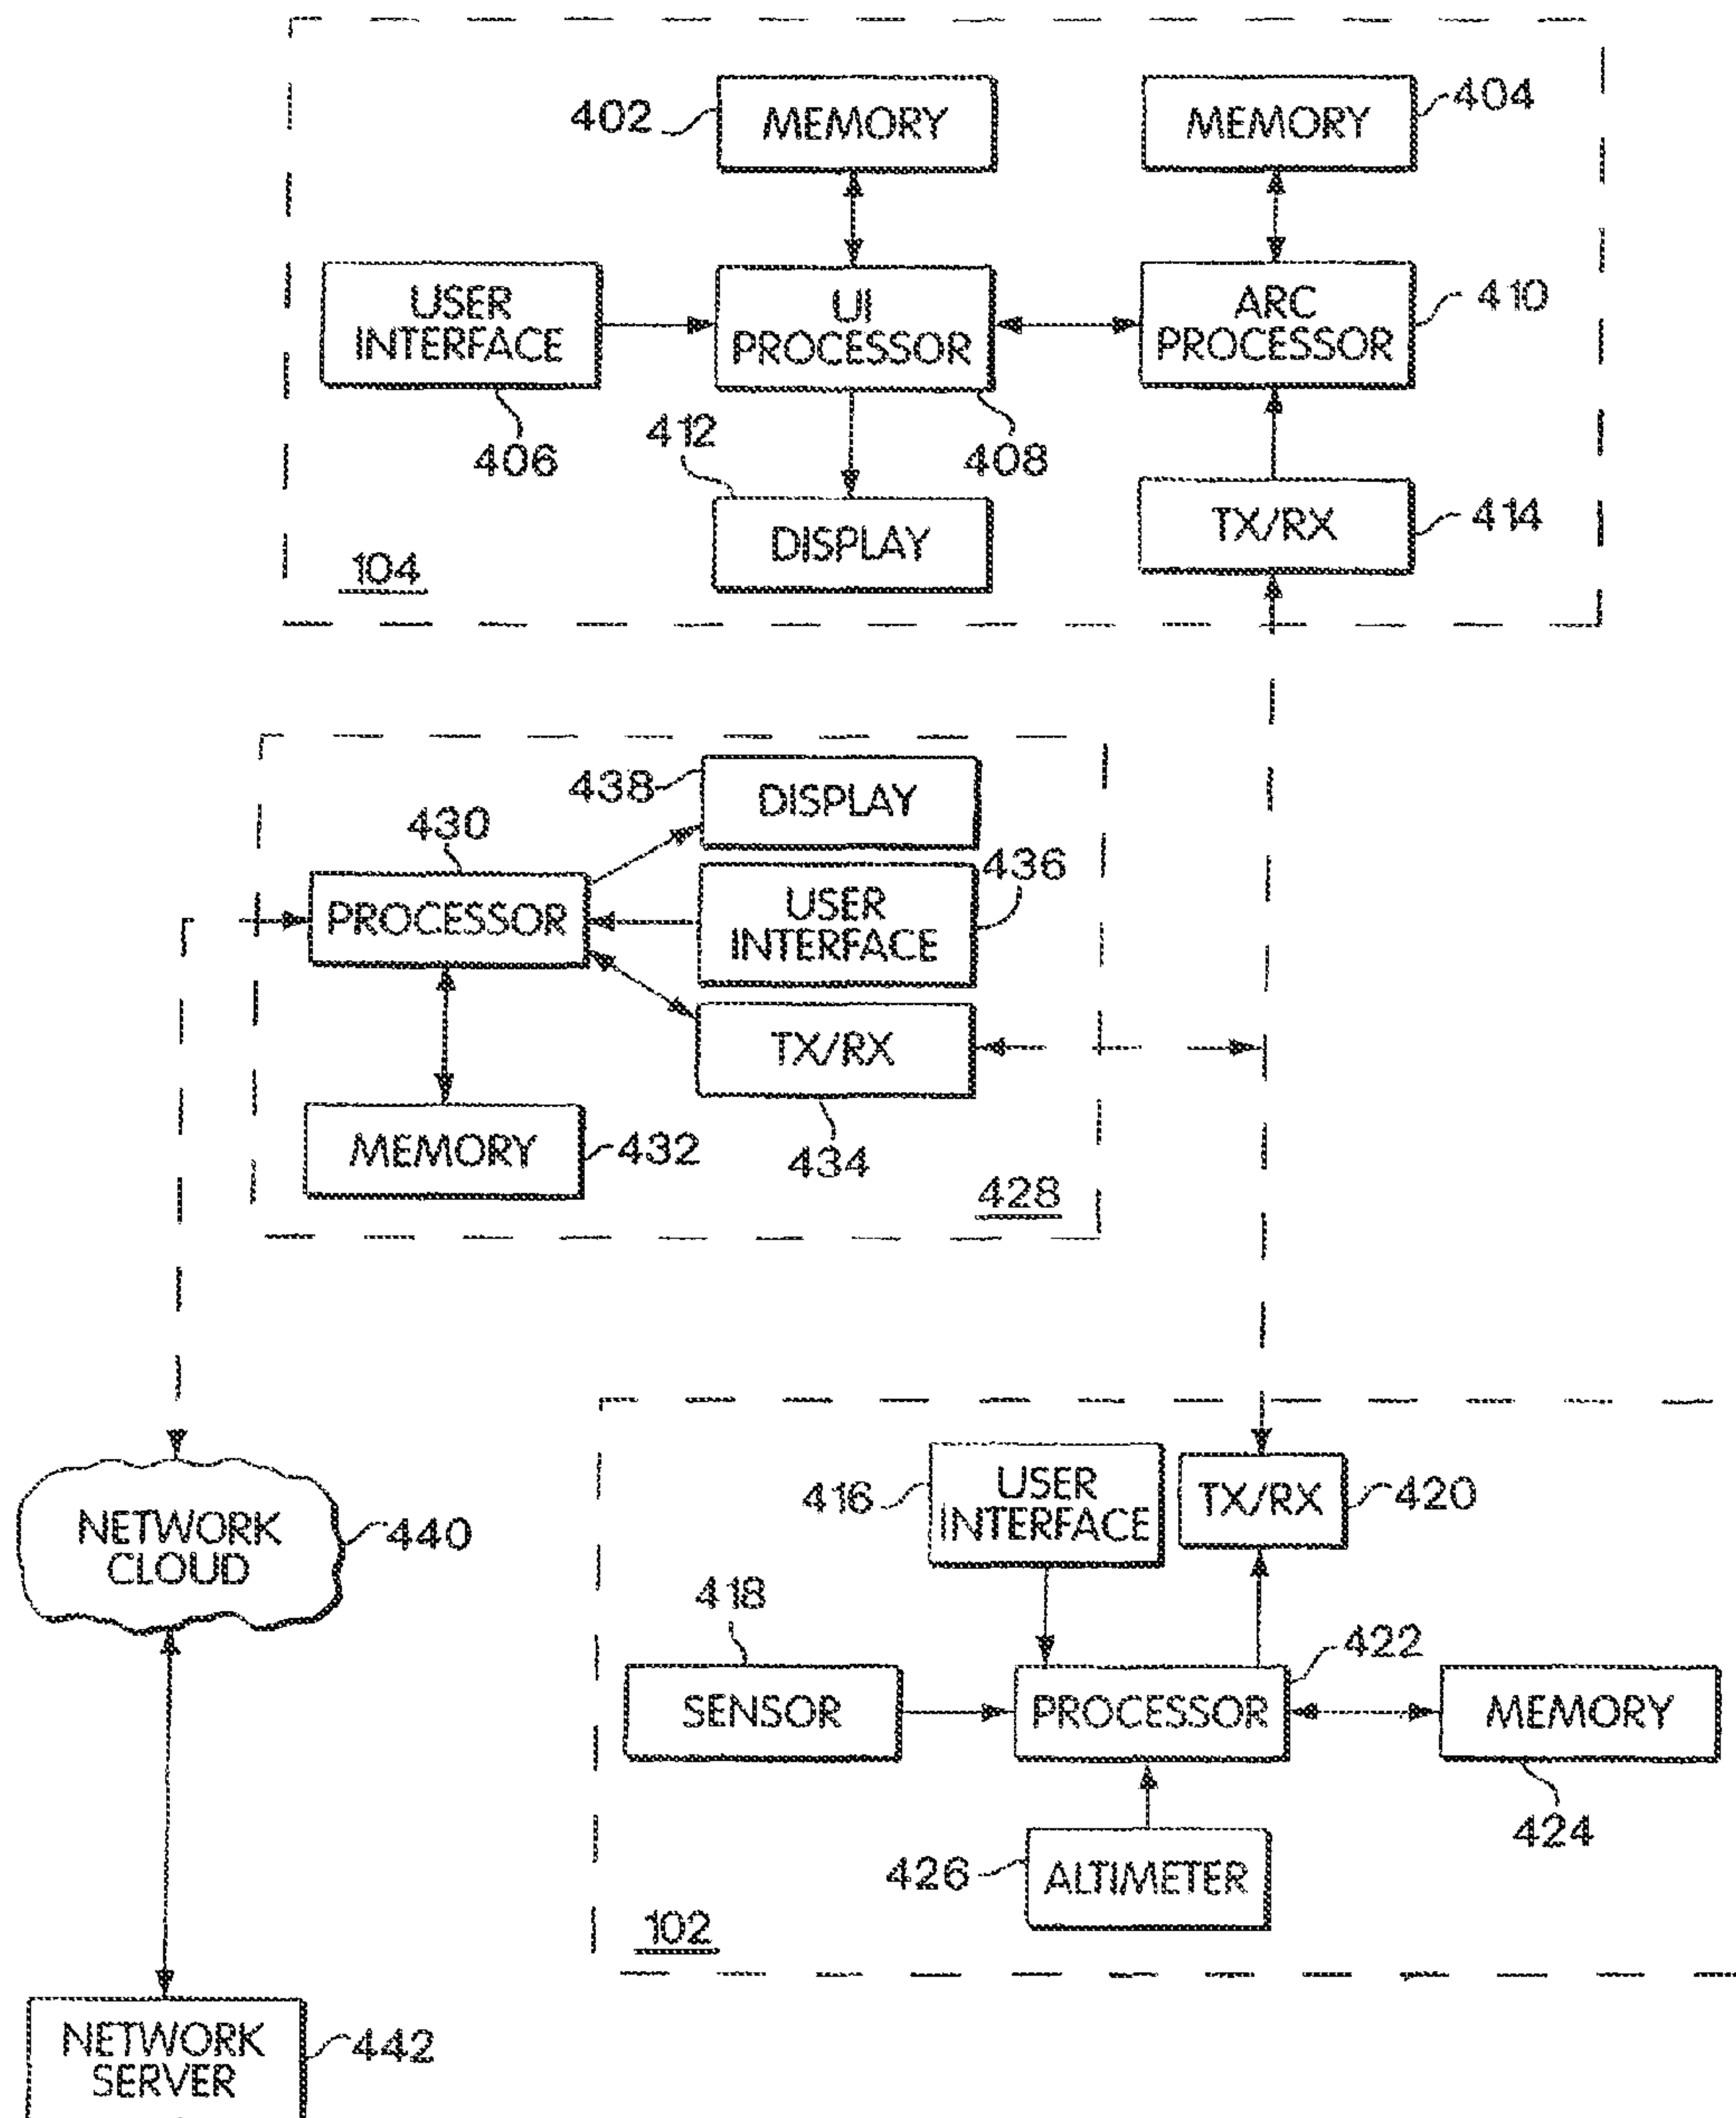 402
MEMORY
MEMORY
404
USER
INTERFACE
UI
PROCESSOR
ARC
PROCESSOR
410
406
412
408
DISPLAY
TX/RX
414
104
438
DISPLAY
430
436
PROCESSOR
USER
INTERFACE
TX/RX
MEMORY
432
434
428
NETWORK
CLOUD
440
416
USER
INTERFACE
TX/RX
420
418
422
SENSOR
PROCESSOR
MEMORY
424
426
ALTIMETER
102
NETWORK
SERVER
442